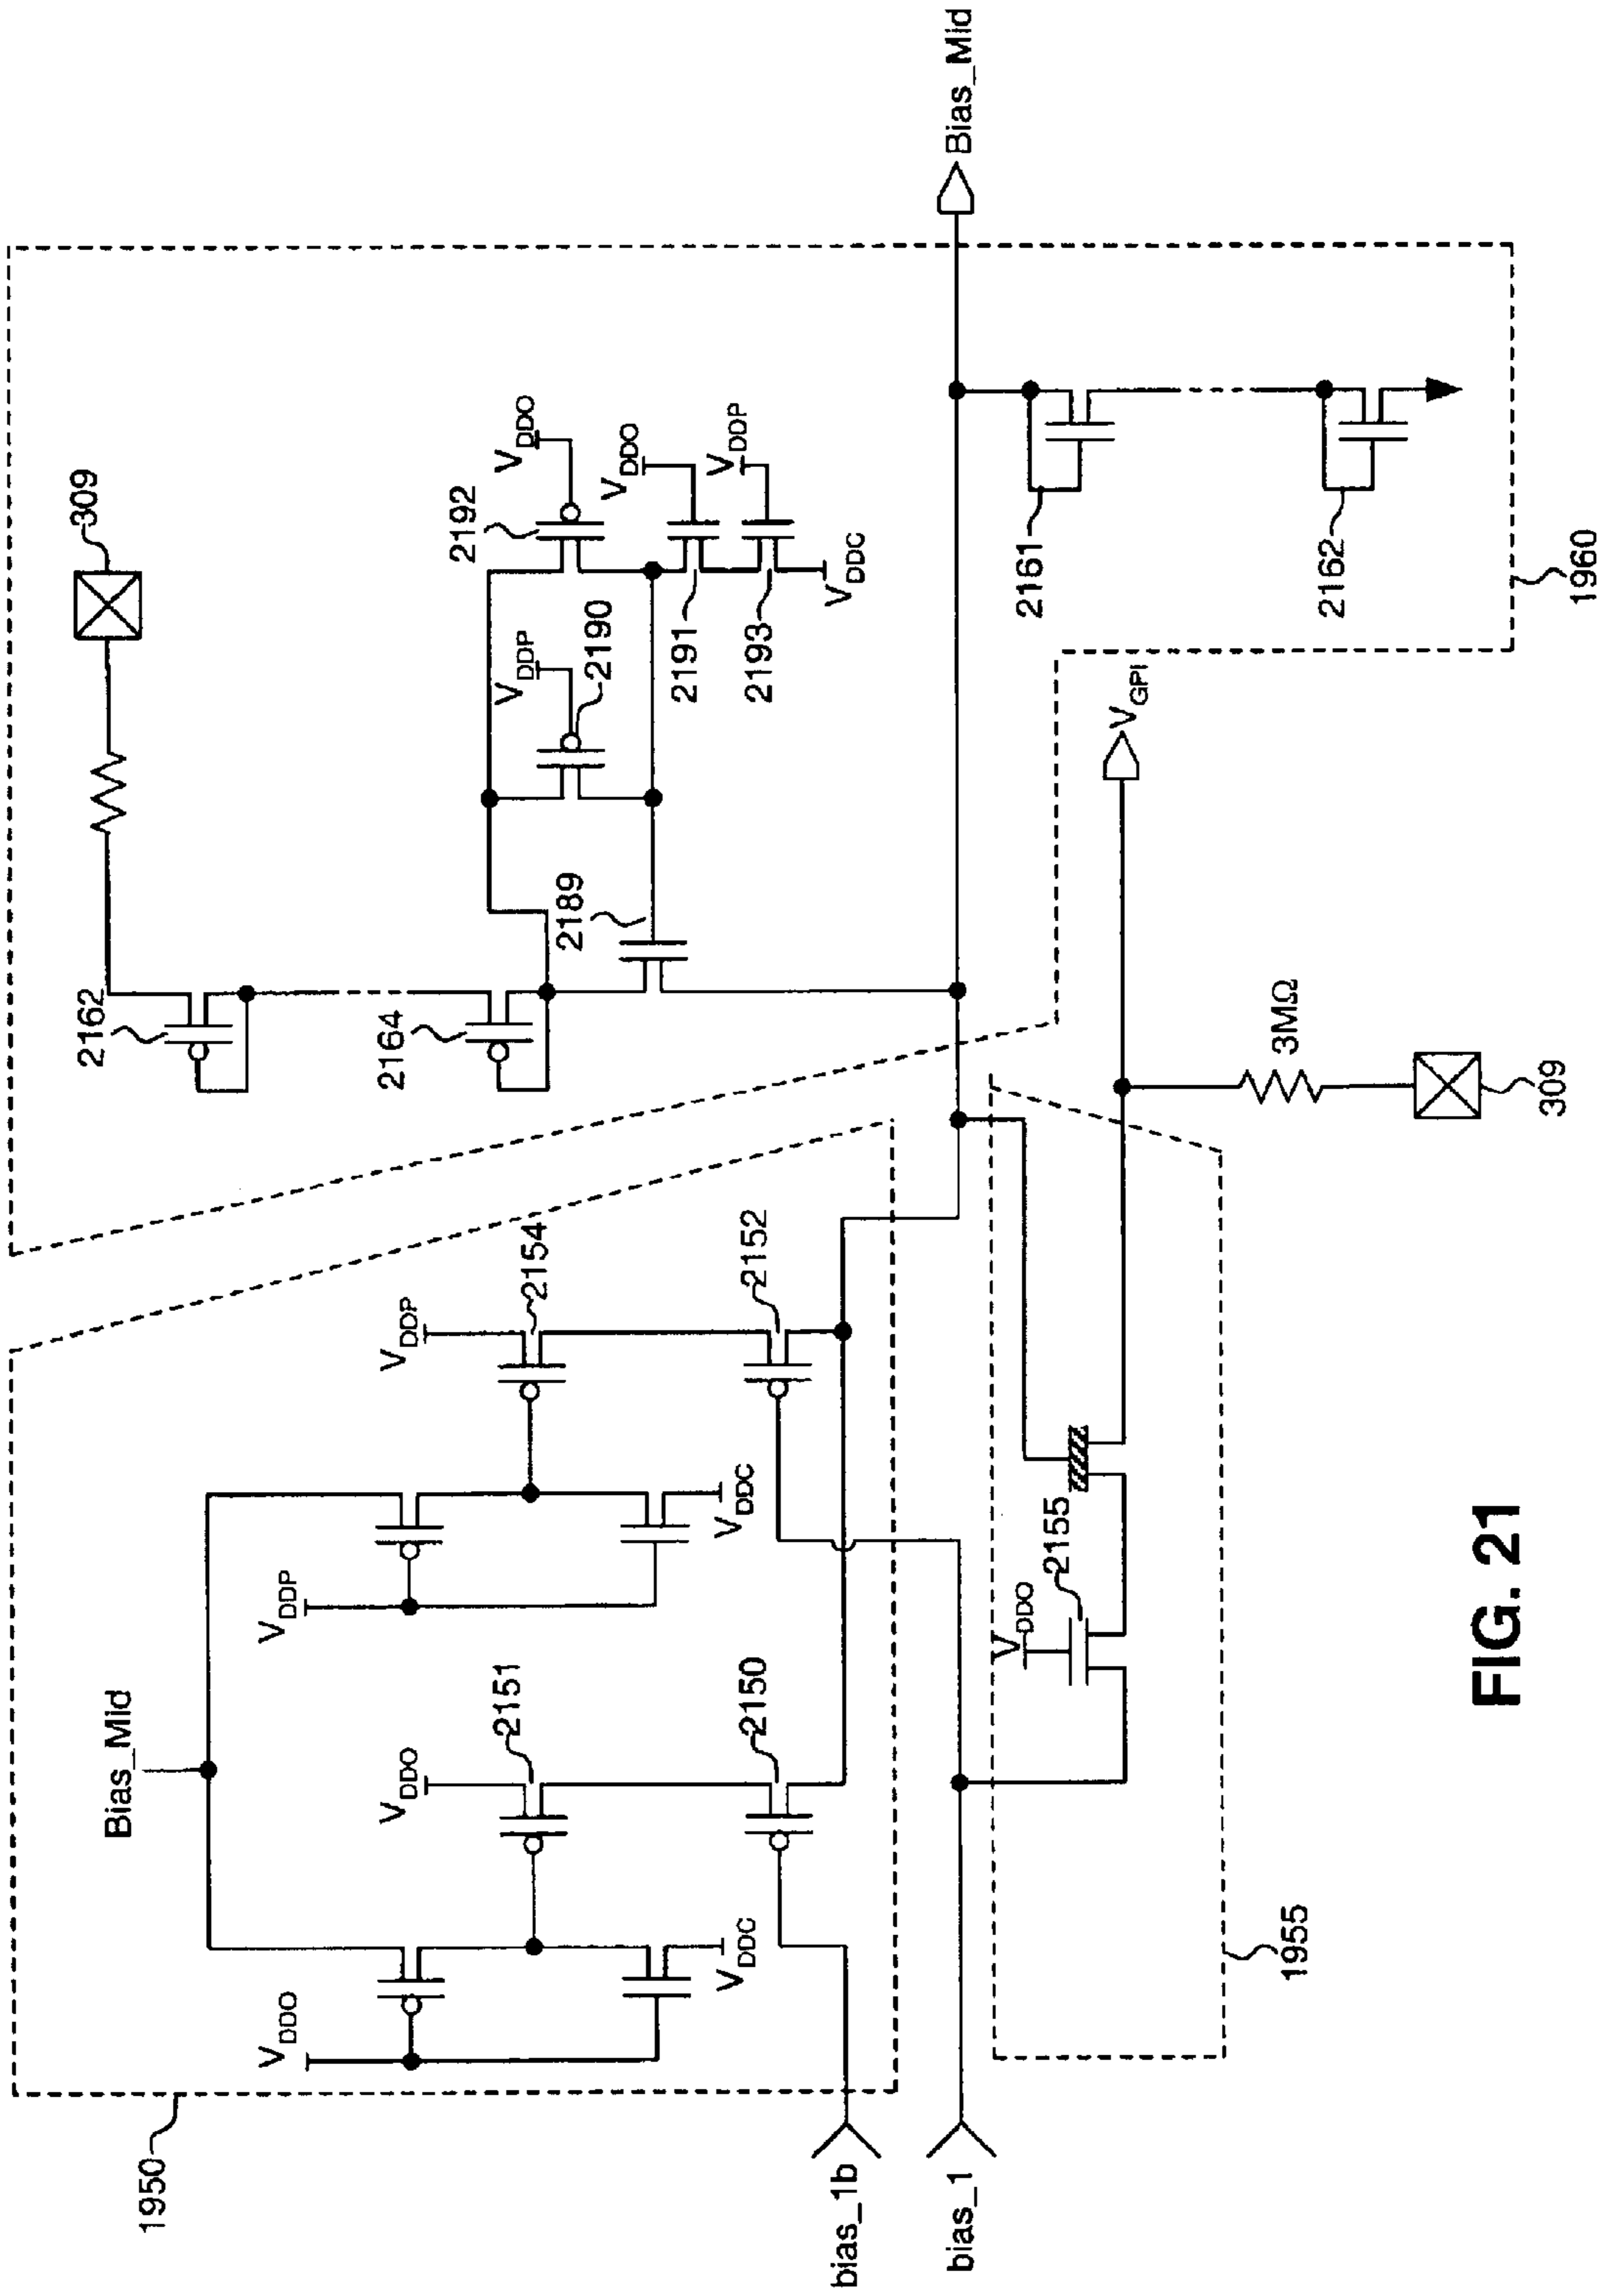 1950
Bias_Mid
VDDO
VDDC
VDDO
2151
2150
VDDP
VDDC
VDDP
2154
2152
bias_1b
bias_1
2162
2164
309
2189
VDDP
2190
2192
VDDO
VDDO
VDDP
2191
2193
VDDC
Bias_Mid
2161
2162
1960
VDDO
2155
VGPI
3MΩ
309
1955
FIG. 21